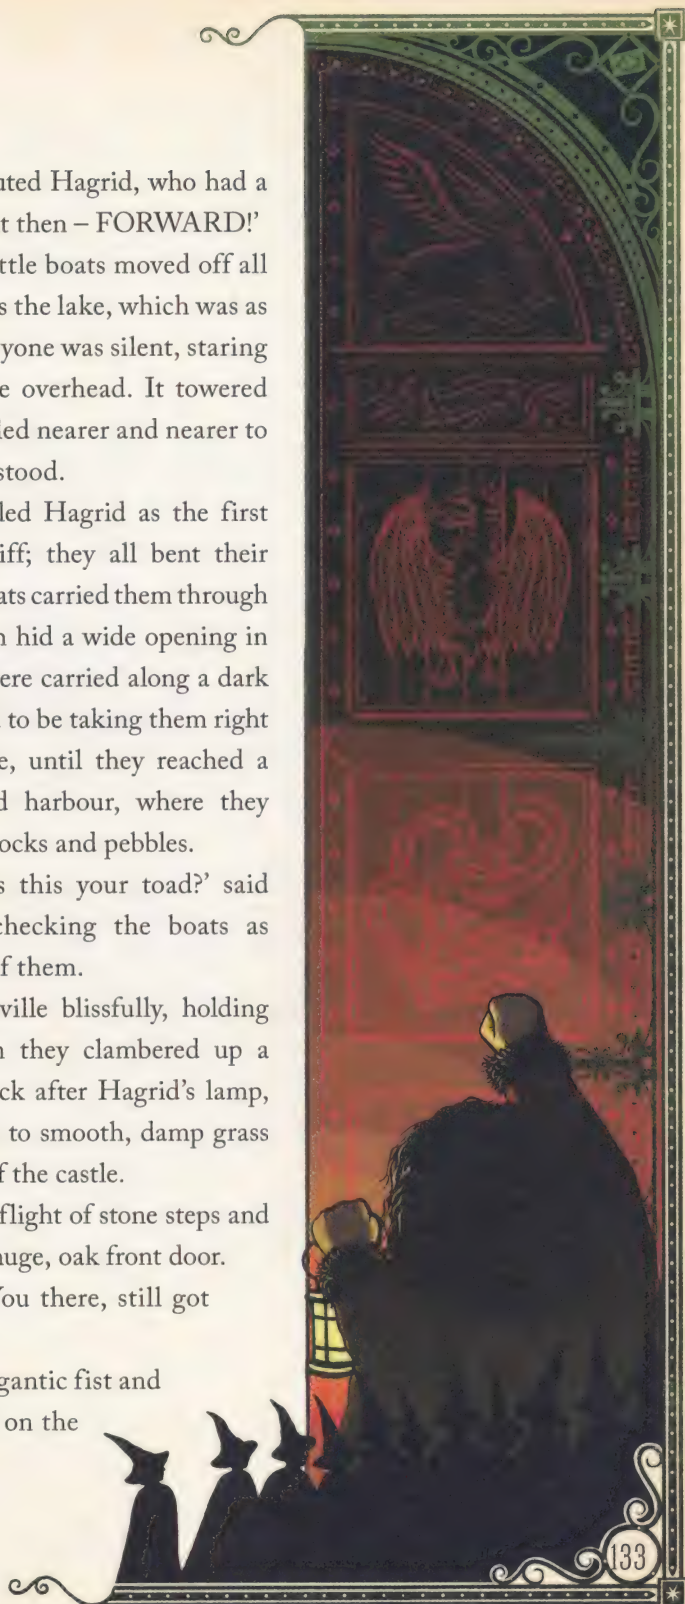 uted Hagrid, who had a
t then – FORWARD!’
ttle boats moved off all
s the lake, which was as
yone was silent, staring
e overhead. It towered
led nearer and nearer to
stood.
led Hagrid as the first
iff; they all bent their
ats carried them through
h hid a wide opening in
ere carried along a dark
to be taking them right
e, until they reached a
d harbour, where they
ocks and pebbles.
s this your toad?’ said
checking the boats as
f them.
ville blissfully, holding
n they clambered up a
ck after Hagrid’s lamp,
to smooth, damp grass
f the castle.
flight of stone steps and
huge, oak front door.
ou there, still got
gantic fist and
on the
133